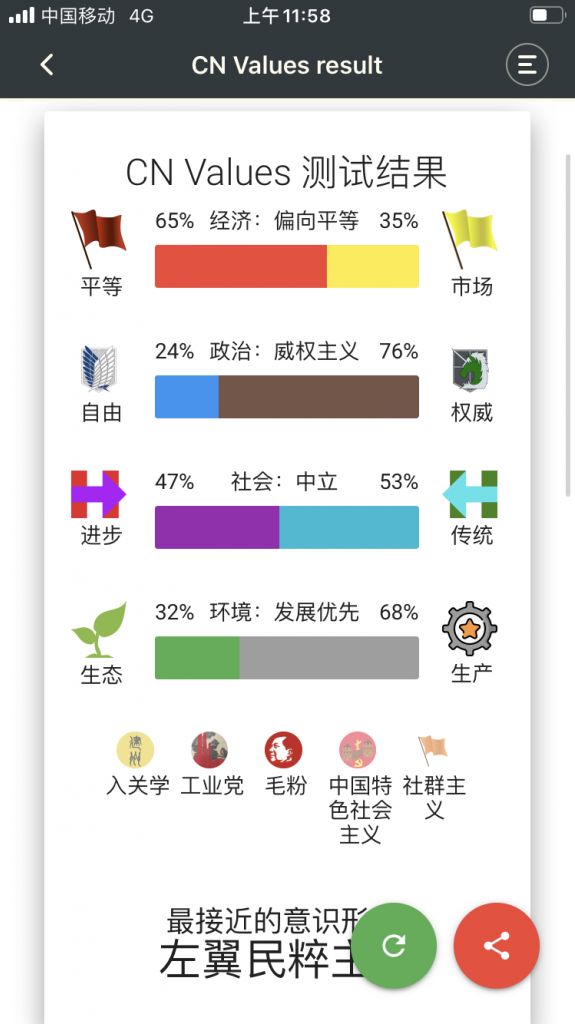 中国移动 4G 上午11:58
CN Values result
CN Values 测试结果
65% 经济：偏向平等 35%
平等 市场
24% 政治：威权主义 76%
自由 权威
47% 社会：中立 53%
进步 传统
32% 环境：发展优先 68%
生态 生产
入关学 工业党 毛粉 中国特色社会主义 社群主义
最接近的意识形
左翼民粹主